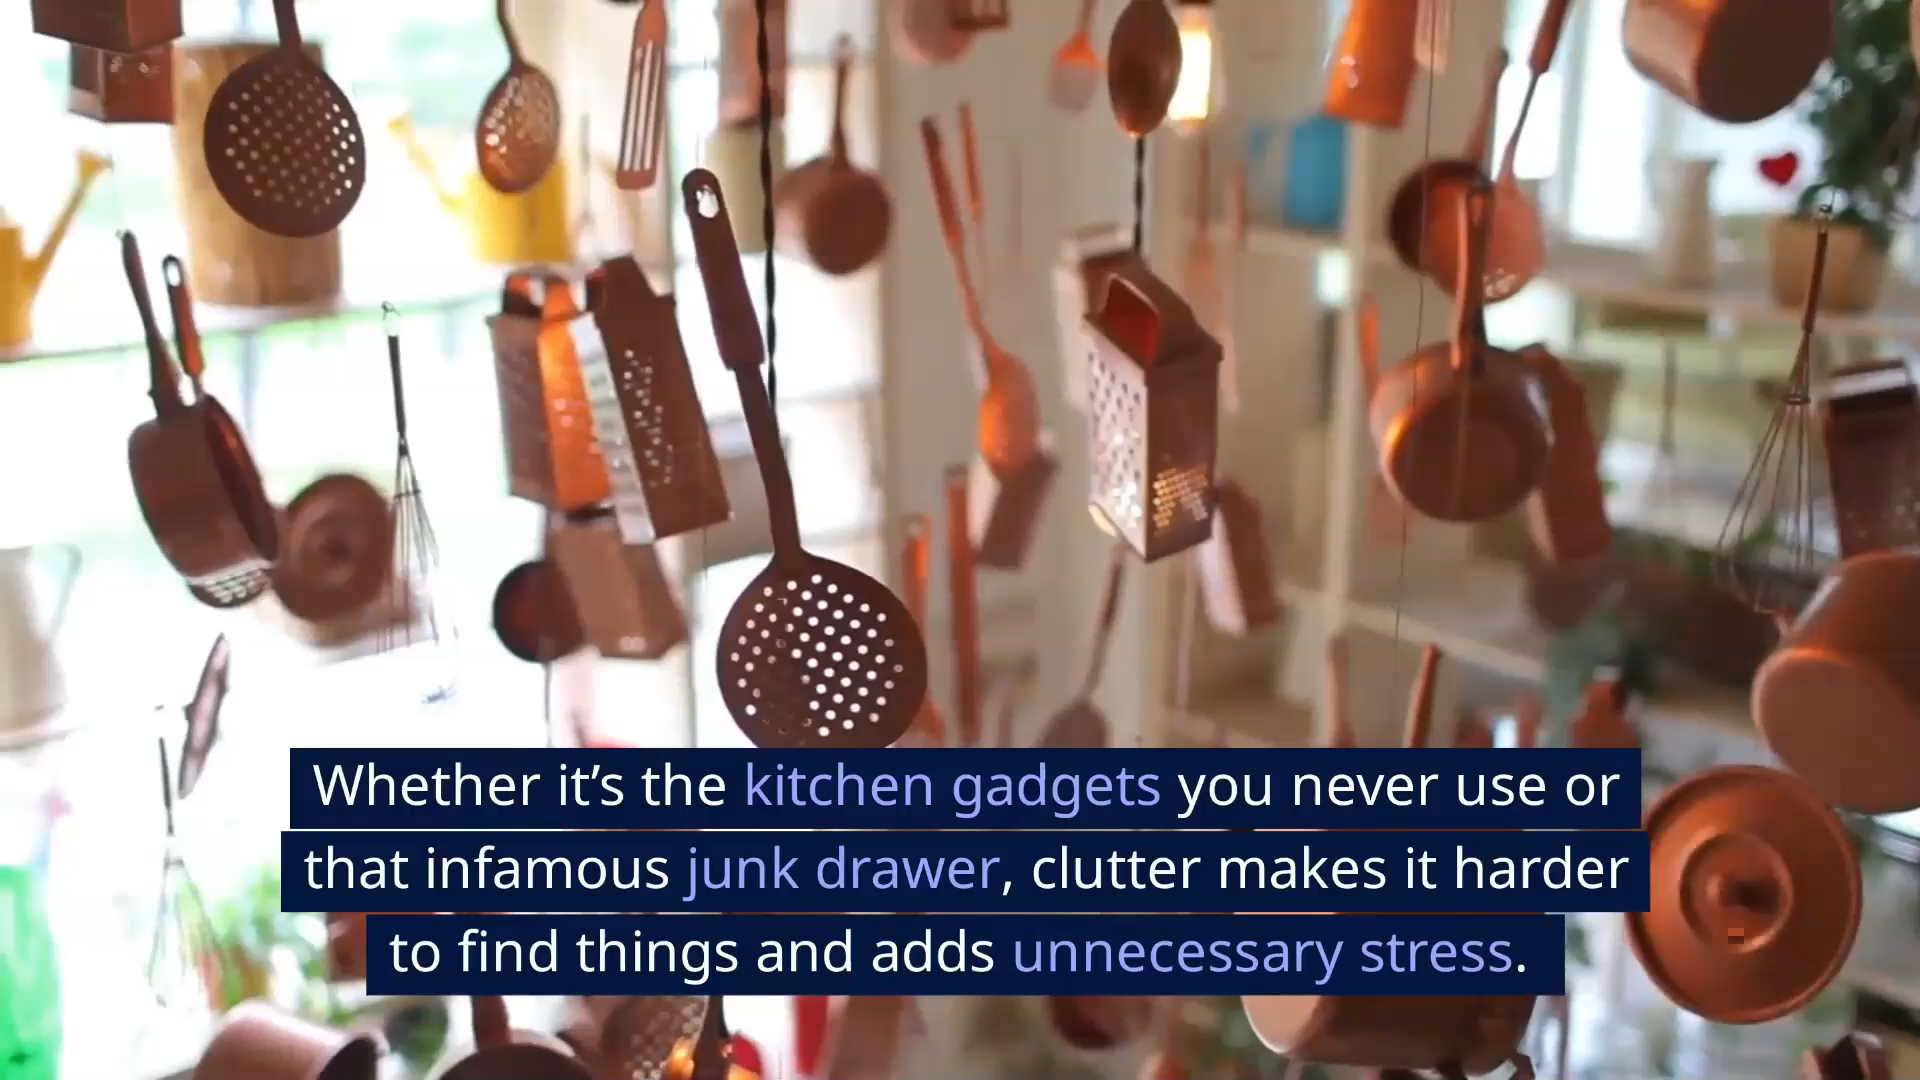 Whether it’s the kitchen gadgets you never use or
that infamous junk drawer, clutter makes it harder
to find things and adds unnecessary stress.